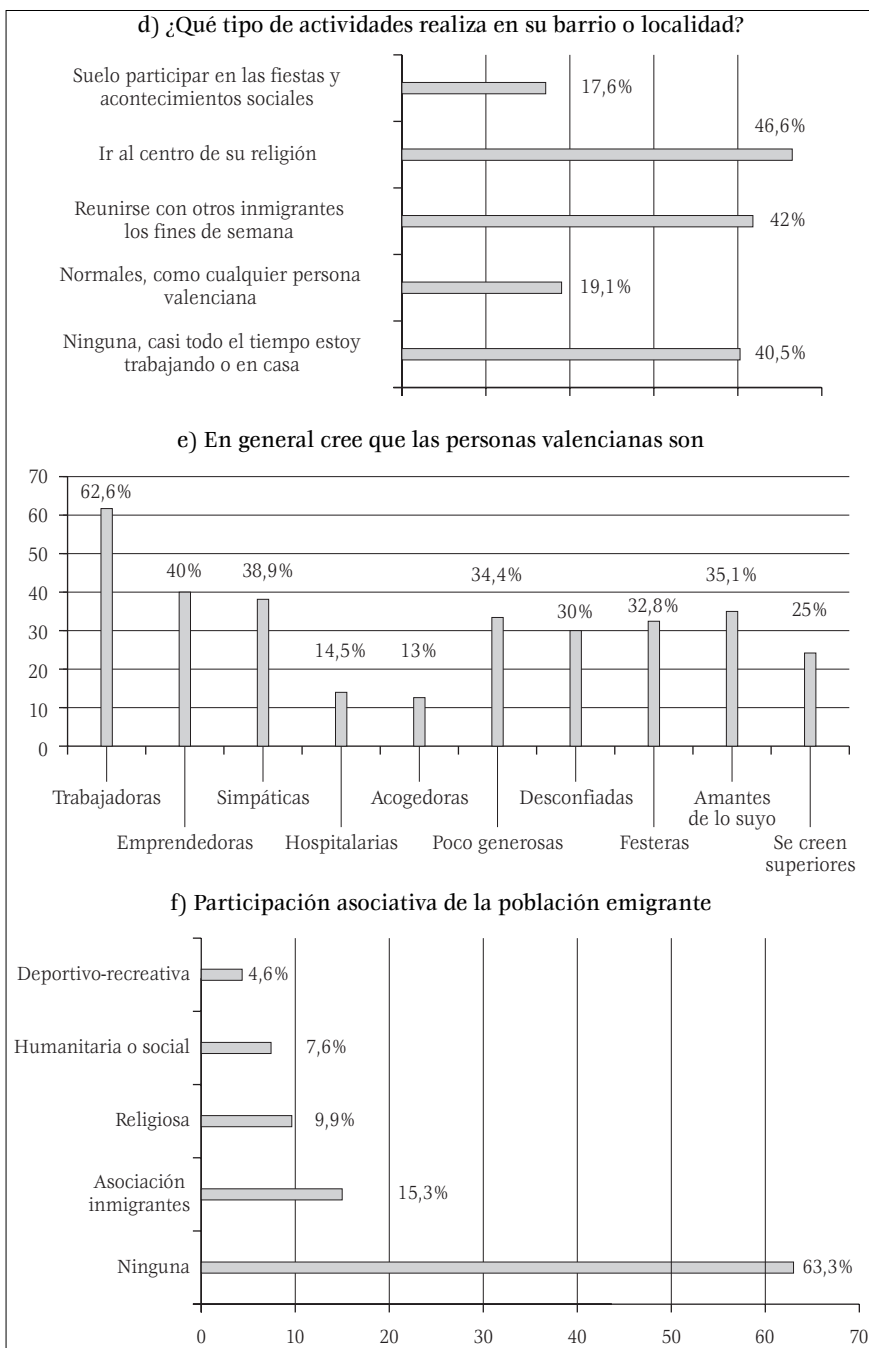 d) ¿Qué tipo de actividades realiza en su barrio o localidad?
Suelo participar en las fiestas y
acontecimientos sociales
17,6%
46,6%
Ir al centro de su religión
Reunirse con otros inmigrantes
los fines de semana
42%
Normales, como cualquier persona
valenciana
19,1%
Ninguna, casi todo el tiempo estoy
trabajando o en casa
40,5%
e) En general cree que las personas valencianas son
70
60
50
40
30
20
10
0
62,6%
40%
38,9%
14,5%
13%
34,4%
30%
32,8%
35,1%
25%
Trabajadoras
Emprendedoras
Simpáticas
Hospitalarias
Acogedoras
Poco generosas
Desconfiadas
Festeras
Amantes
de lo suyo
Se creen
superiores
f) Participación asociativa de la población emigrante
Deportivo-recreativa
4,6%
Humanitaria o social
7,6%
Religiosa
9,9%
Asociación
inmigrantes
15,3%
Ninguna
63,3%
0 10 20 30 40 50 60 70